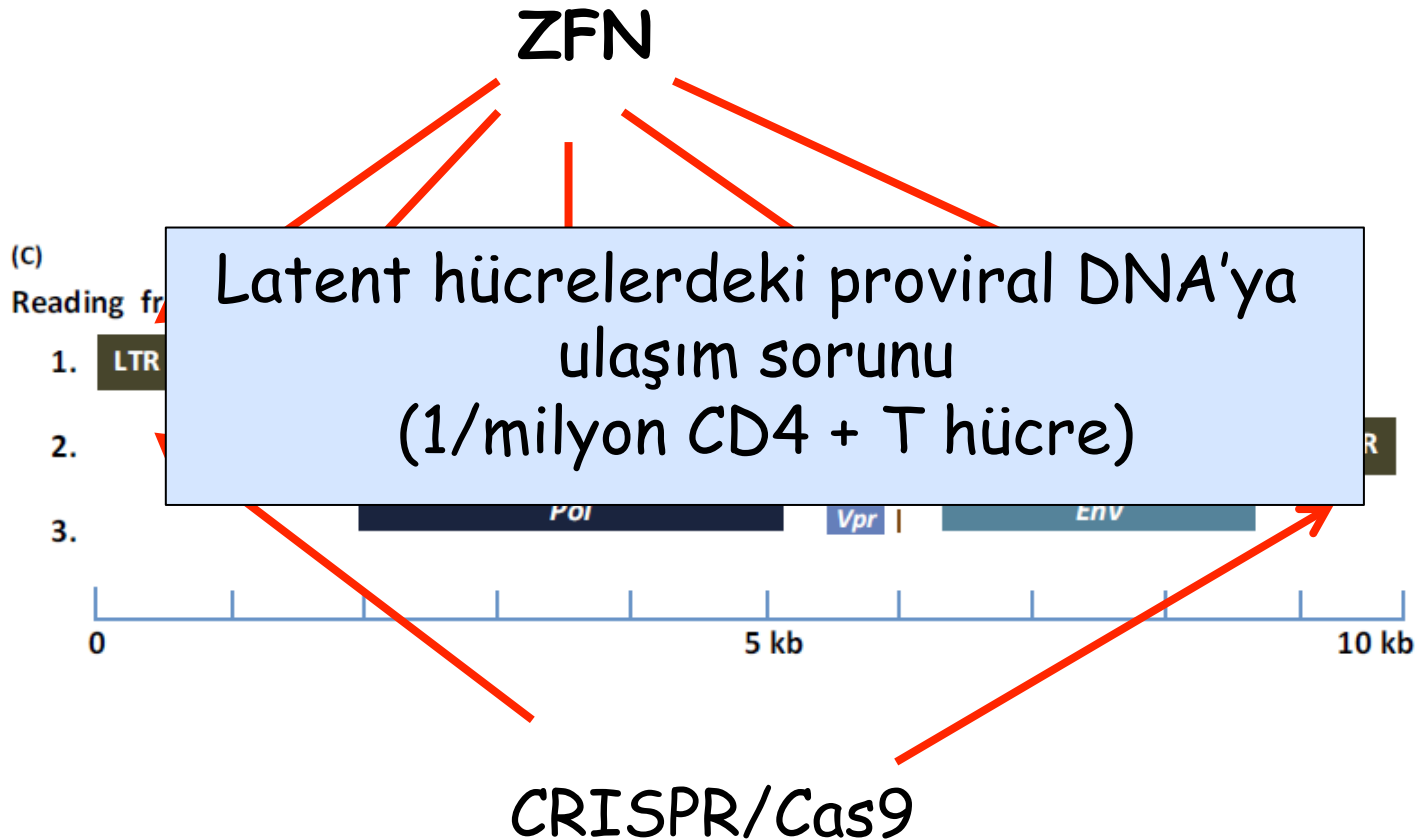 ZFN
(C)
Reading
Latent hücrelerdeki proviral DNA’ya
ulaşım sorunu
(1/milyon CD4 + T hücre)
1. LTR
2.
3. Pol Vpr Env
0 5 kb 10 kb
CRISPR/Cas9